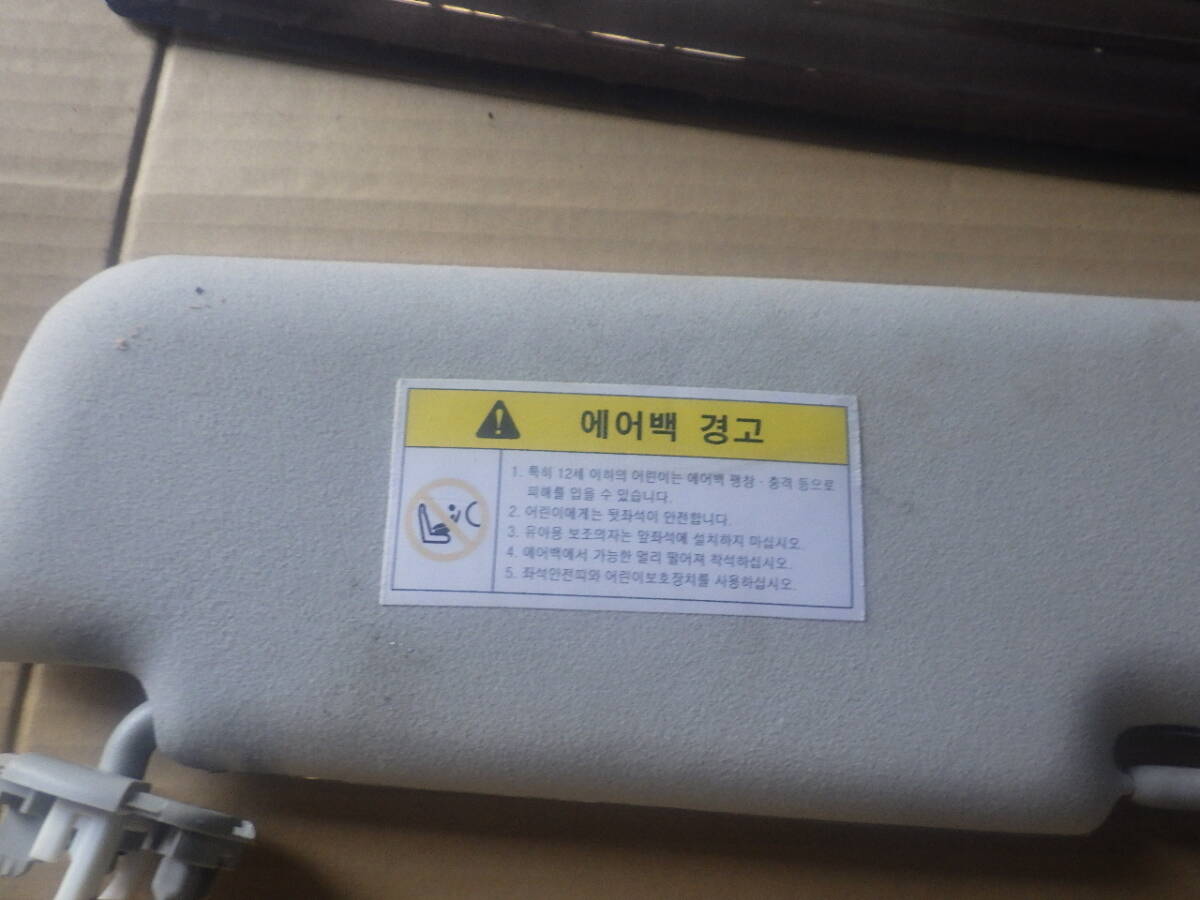 에어백 경고
1. 특히 12세 이하의 어린이는 에어백 팽창·충격 등으로
피해를 입을 수 있습니다.
2. 어린이에게는 뒷좌석이 안전합니다.
3. 유아용 보조의자는 앞좌석에 설치하지 마십시오.
4. 에어백에서 가능한 멀리 떨어져 착석하십시오.
5. 좌석안전띠와 어린이보호장치를 사용하십시오.